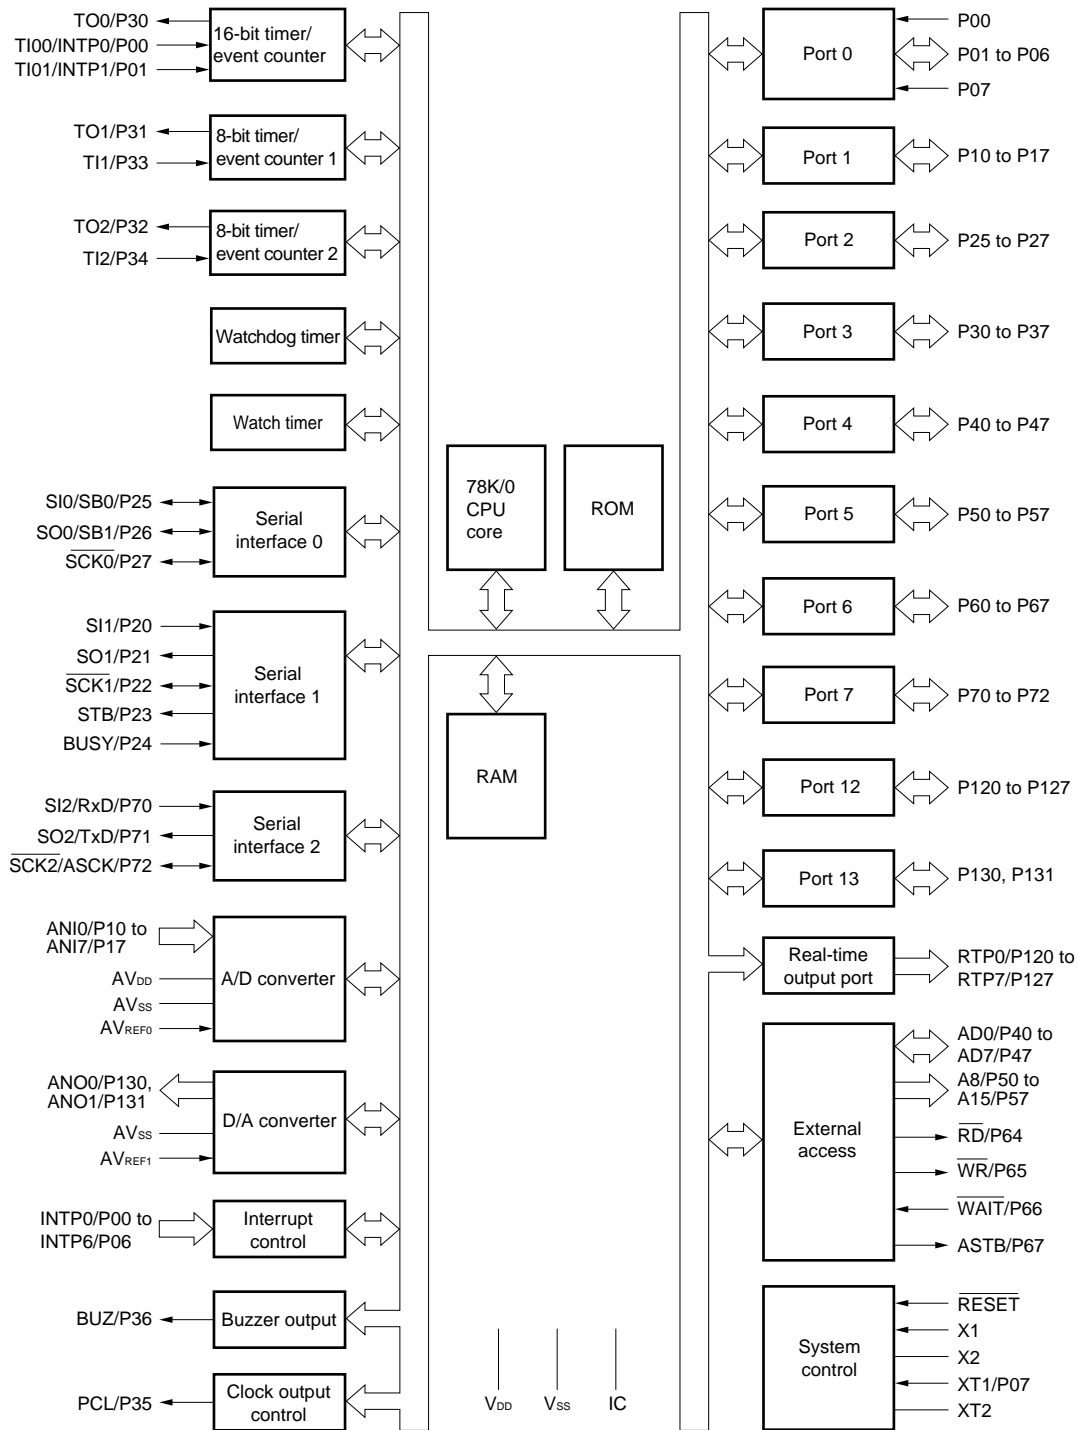 TO0/P30
TI00/INTP0/P00
TI01/INTP1/P01
16-bit timer/
event counter
TO1/P31
TI1/P33
8-bit timer/
event counter 1
TO2/P32
TI2/P34
8-bit timer/
event counter 2
Watchdog timer
Watch timer
SI0/SB0/P25
SO0/SB1/P26
SCK0/P27
Serial
interface 0
SI1/P20
SO1/P21
SCK1/P22
STB/P23
BUSY/P24
Serial
interface 1
SI2/RxD/P70
SO2/TxD/P71
SCK2/ASCK/P72
Serial
interface 2
ANI0/P10 to
ANI7/P17
AVDD
AVSS
AVREF0
A/D converter
ANO0/P130,
ANO1/P131
AVSS
AVREF1
D/A converter
INTP0/P00 to
INTP6/P06
Interrupt
control
BUZ/P36
Buzzer output
PCL/P35
Clock output
control
78K/0
CPU
core
ROM
RAM
VDD
VSS
IC
Port 0
P00
P01 to P06
P07
Port 1
P10 to P17
Port 2
P25 to P27
Port 3
P30 to P37
Port 4
P40 to P47
Port 5
P50 to P57
Port 6
P60 to P67
Port 7
P70 to P72
Port 12
P120 to P127
Port 13
P130, P131
Real-time
output port
RTP0/P120 to
RTP7/P127
External
access
AD0/P40 to
AD7/P47
A8/P50 to
A15/P57
RD/P64
WR/P65
WAIT/P66
ASTB/P67
System
control
RESET
X1
X2
XT1/P07
XT2